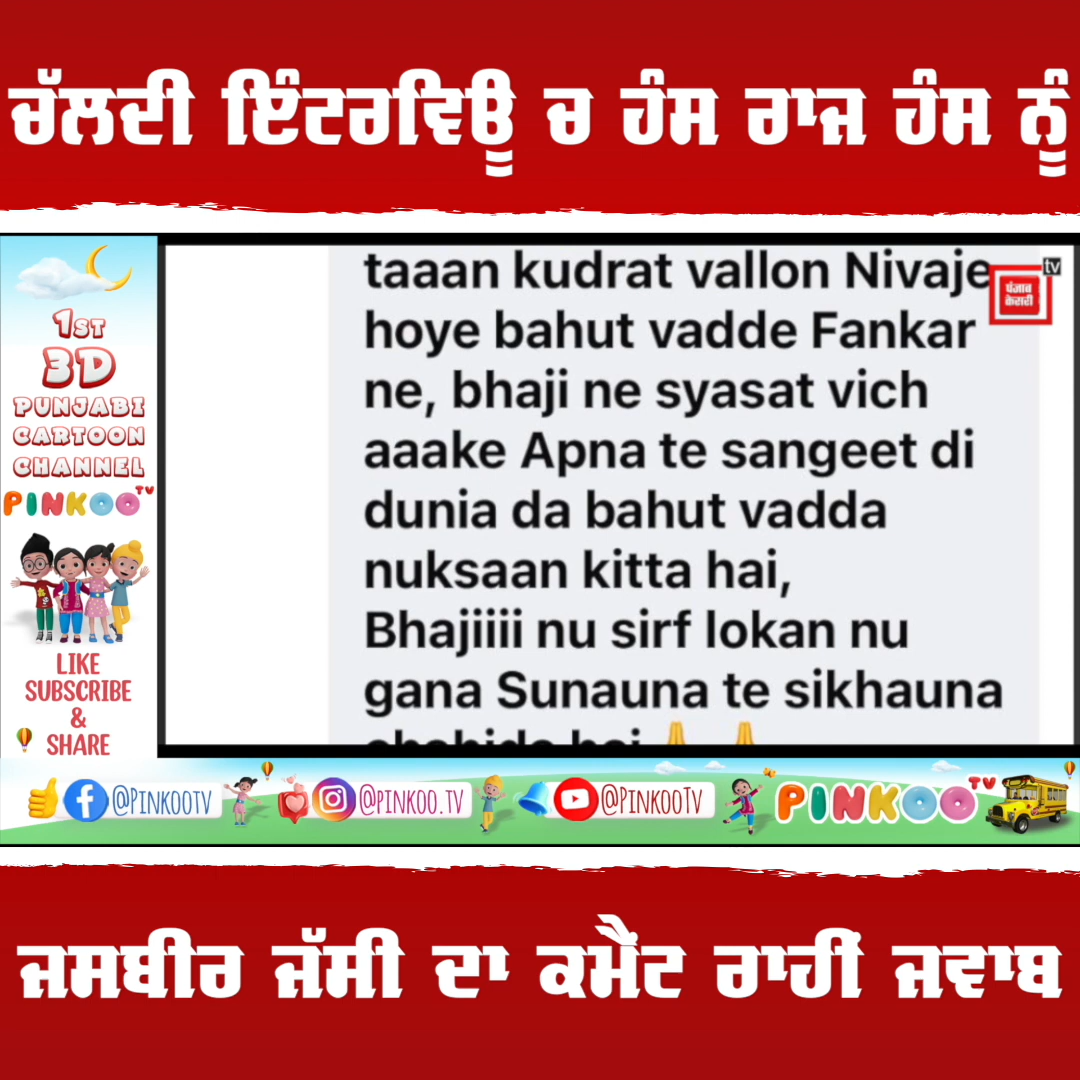 ਚੱਲਦੀ ਇੰਟਰਵਿਊ ਚ ਹੰਸ ਰਾਜ ਹੰਸ ਨੂੰ
1ST
3D
PUNJABI
CARTOON
CHANNEL
PINKOO TV
LIKE
SUBSCRIBE
&
SHARE
taaan kudrat vallon Nivaje
hoye bahut vadde Fankar
ne, bhaji ne syasat vich
aaake Apna te sangeet di
dunia da bahut vadda
nuksaan kitta hai,
Bhajiiii nu sirf lokan nu
gana Sunauna te sikhauna
tv
ਪੰਜਾਬ
केसरी
@PINKOOTV @PINKOO.TV @PINKOOTV PINKOO TV
ਜਸਬੀਰ ਜੱਸੀ ਦਾ ਕਮੈਂਟ ਰਾਹੀਂ ਜਵਾਬ